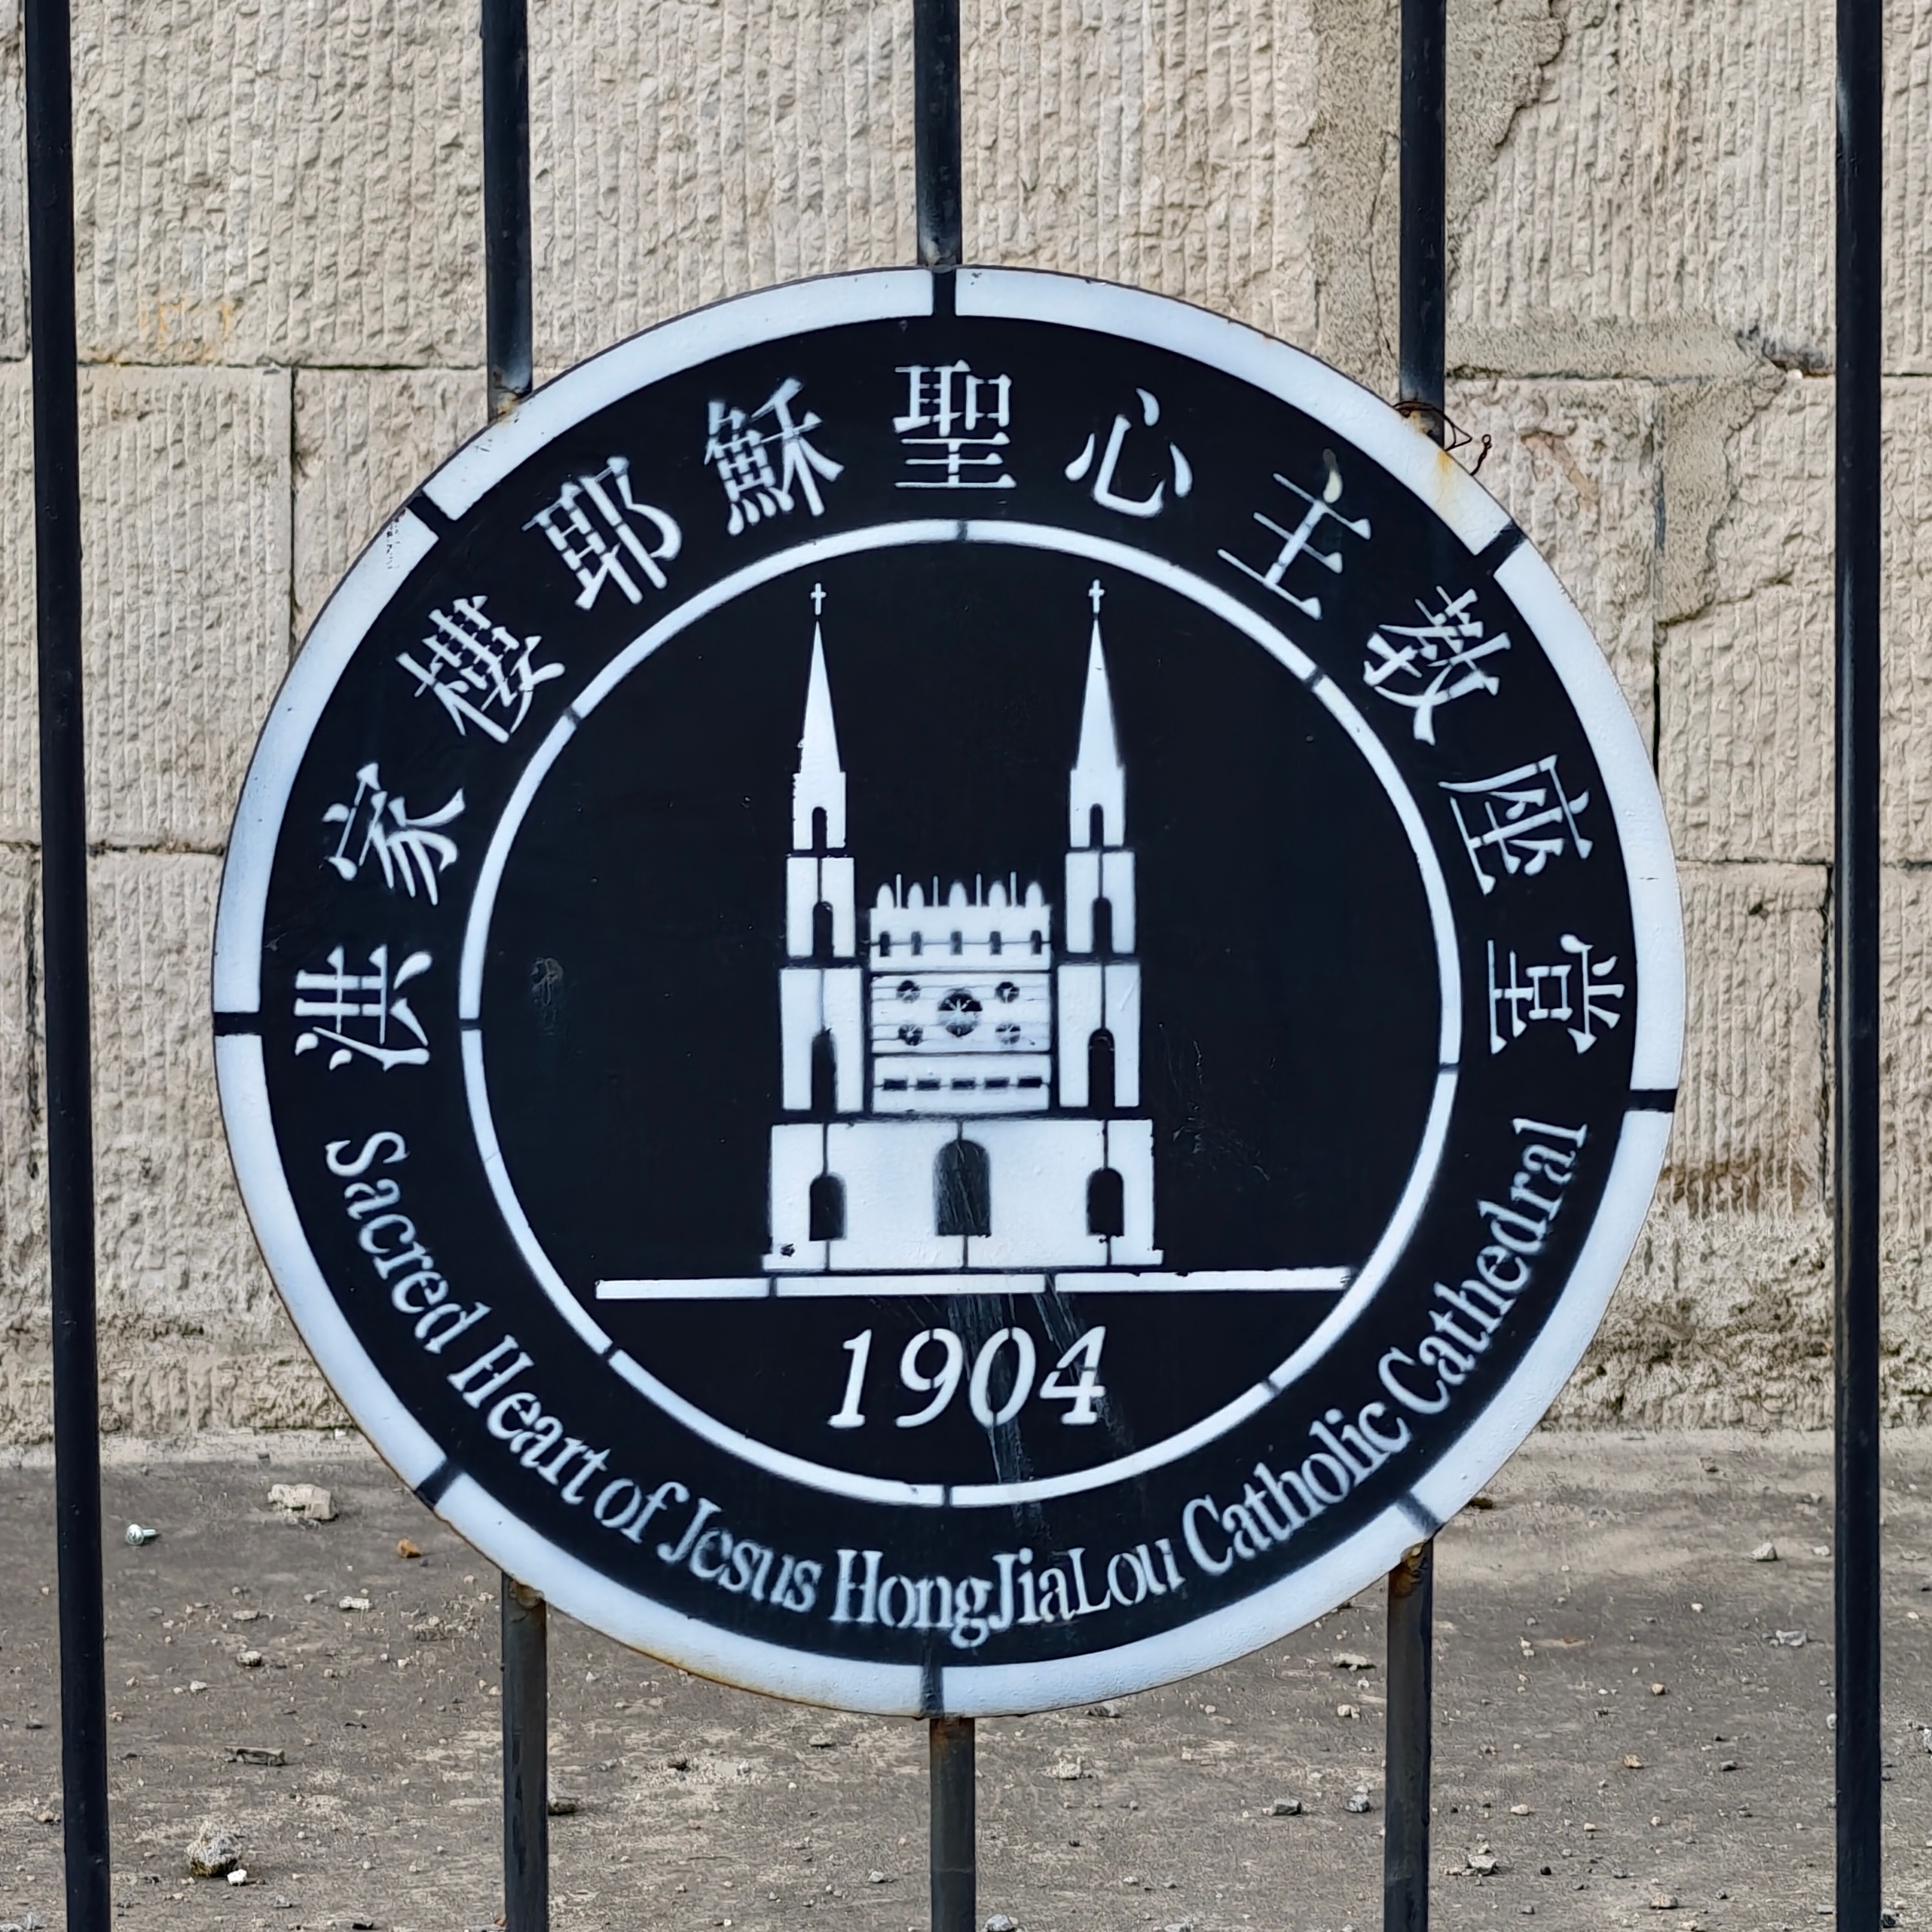 洪家樓耶穌聖心主教座堂
1904
Sacred Heart of Jesus HongJiaLou Catholic Cathedral